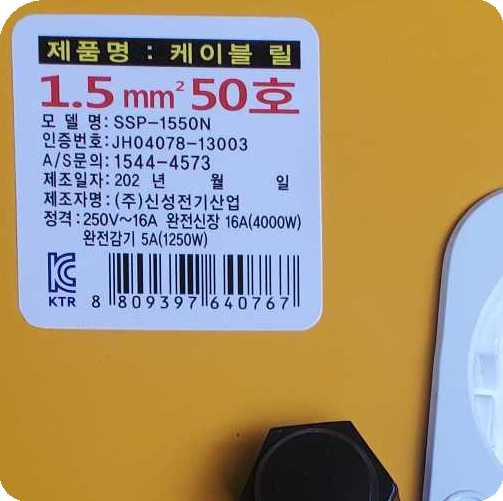 제품명 : 케이블 릴
1.5 mm² 50호
모 델 명: SSP-1550N
인증번호: JH04078-13003
A/S문의: 1544-4573
제조일자: 202 년 월 일
제조자명: (주)신성전기산업
정격: 250V~16A 완전신장 16A(4000W)
완전감기 5A(1250W)
KC
KTR
8 809397 640767